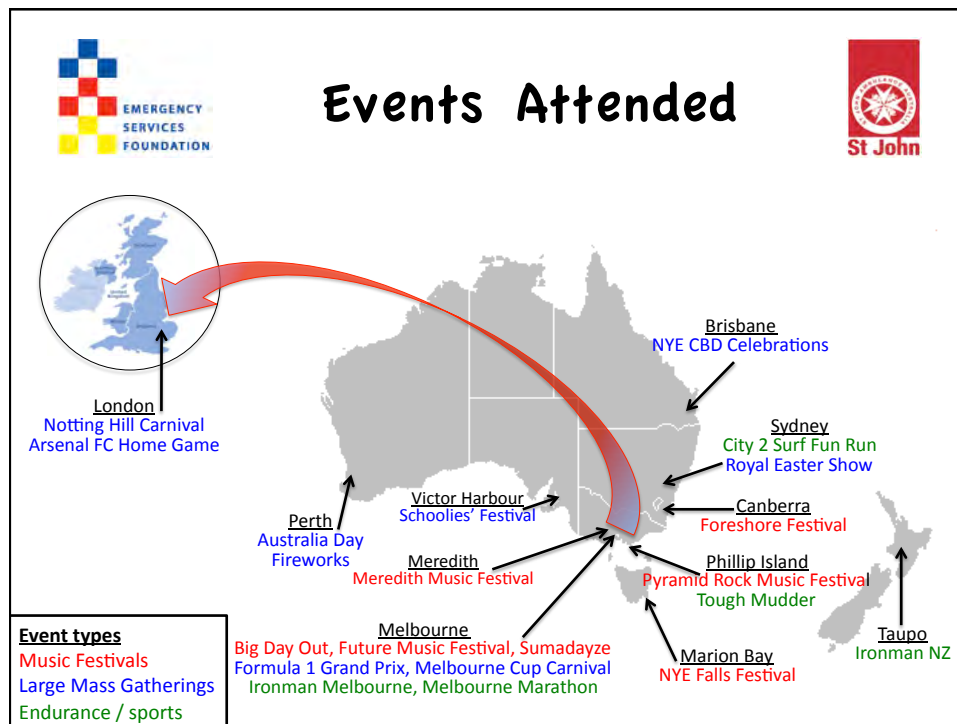 EMERGENCY
SERVICES
FOUNDATION
Events Attended
St John
London
Notting Hill Carnival
Arsenal FC Home Game
Brisbane
NYE CBD Celebrations
Sydney
City 2 Surf Fun Run
Royal Easter Show
Victor Harbour
Schoolies' Festival
Canberra
Foreshore Festival
Perth
Australia Day
Fireworks
Meredith
Meredith Music Festival
Phillip Island
Pyramid Rock Music Festival
Tough Mudder
Melbourne
Big Day Out, Future Music Festival, Sumadayze
Formula 1 Grand Prix, Melbourne Cup Carnival
Ironman Melbourne, Melbourne Marathon
Marion Bay
NYE Falls Festival
Taupo
Ironman NZ
Event types
Music Festivals
Large Mass Gatherings
Endurance / sports